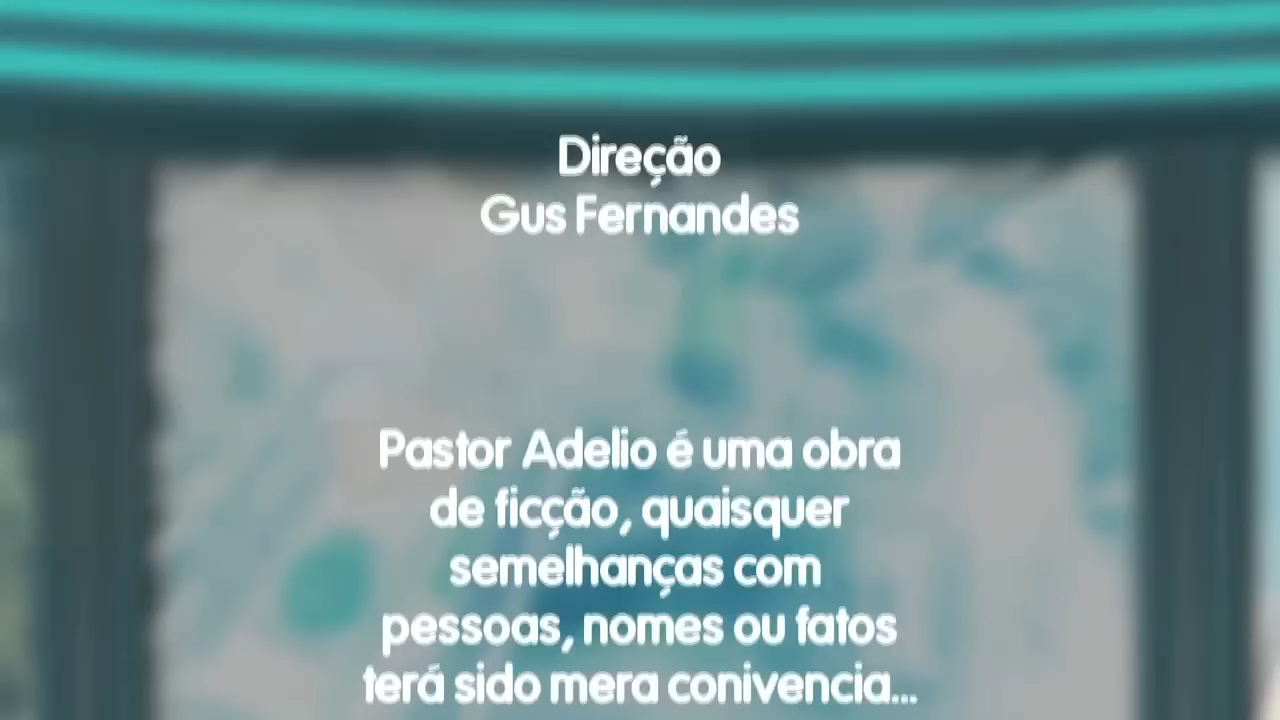 Direção
Gus Fernandes
Pastor Adelio é uma obra
de ficção, quaisquer
semelhanças com
pessoas, nomes ou fatos
terá sido mera conivencia...